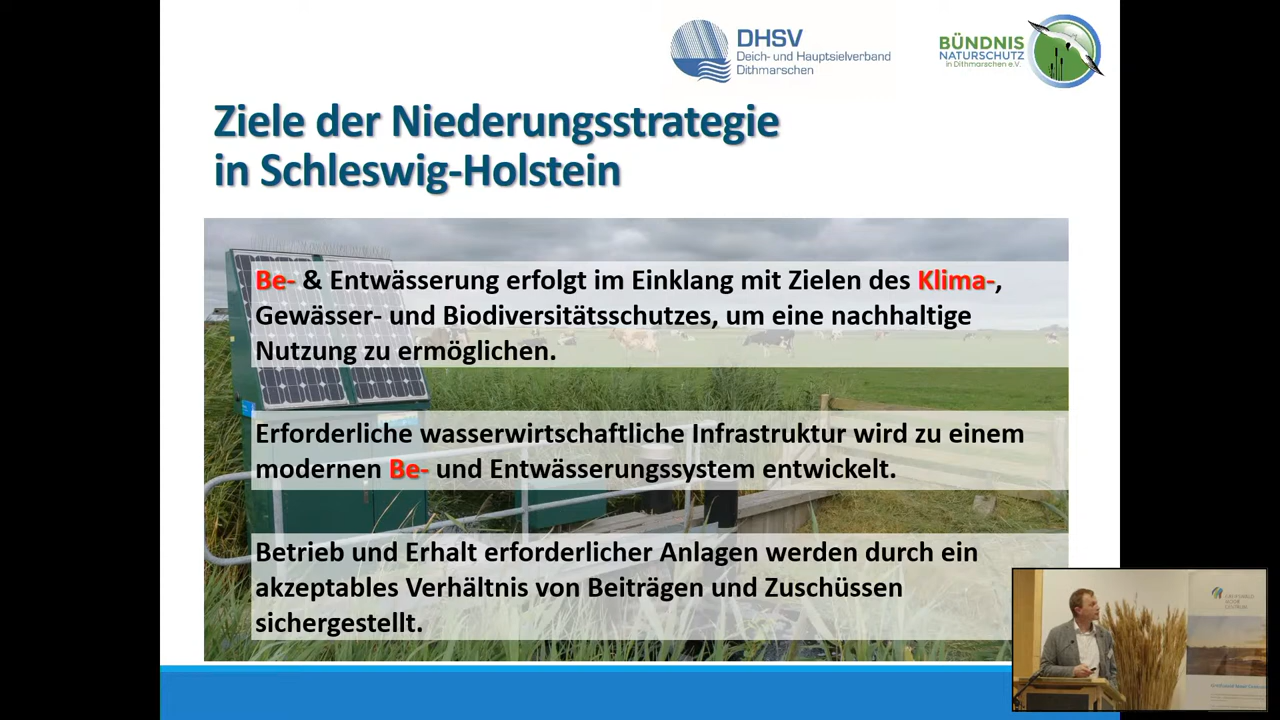 DHSV
Deich- und Hauptsielverband
Dithmarschen
BÜNDNIS
NATURSCHUTZ
in Dithmarschen e.V.
Ziele der Niederungsstrategie
in Schleswig-Holstein
Be- & Entwässerung erfolgt im Einklang mit Zielen des Klima-,
Gewässer- und Biodiversitätsschutzes, um eine nachhaltige
Nutzung zu ermöglichen.
Erforderliche wasserwirtschaftliche Infrastruktur wird zu einem
modernen Be- und Entwässerungssystem entwickelt.
Betrieb und Erhalt erforderlicher Anlagen werden durch ein
akzeptables Verhältnis von Beiträgen und Zuschüssen
sichergestellt.